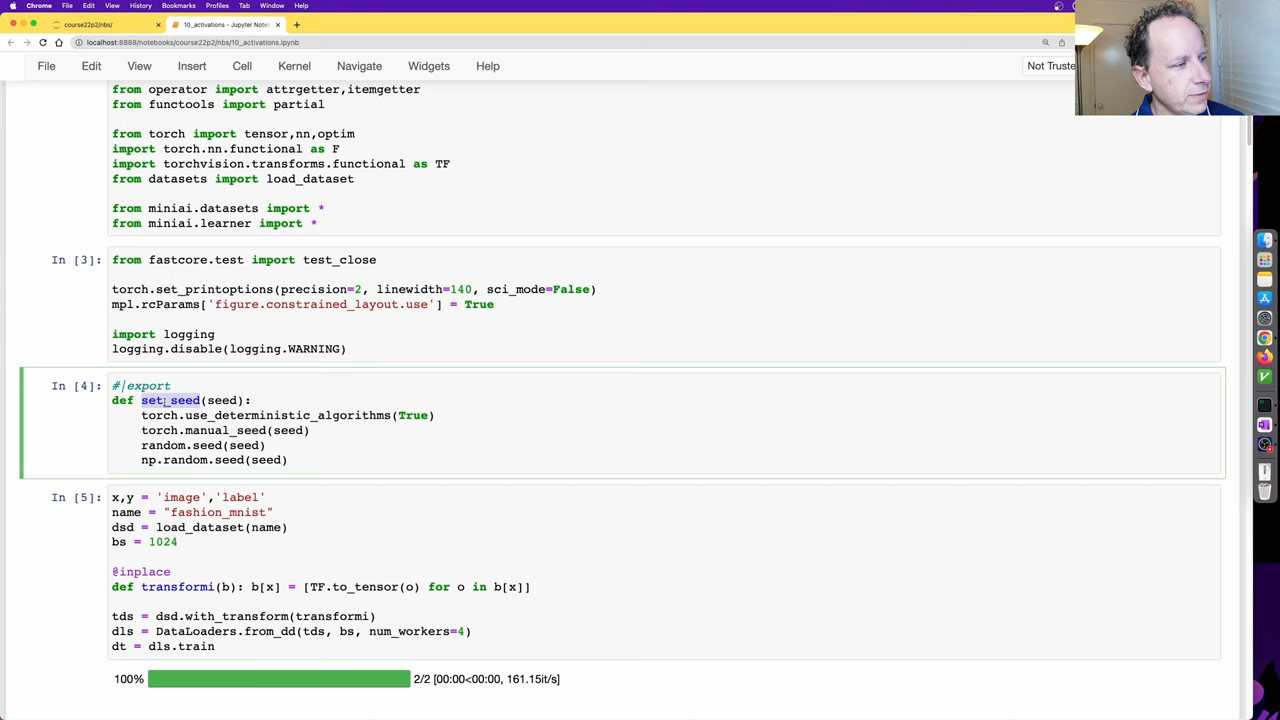 Chrome File Edit View History Bookmarks Profiles Tab Window Help
course22p2/nbs/ 10_activations - Jupyter Note
localhost:8888/notebooks/course22p2/nbs/10_activations.ipynb
File Edit View Insert Cell Kernel Navigate Widgets Help Not Truste
from operator import attrgetter,itemgetter
from functools import partial
from torch import tensor,nn,optim
import torch.nn.functional as F
import torchvision.transforms.functional as TF
from datasets import load_dataset
from miniai.datasets import *
from miniai.learner import *
In [3]: from fastcore.test import test_close
torch.set_printoptions(precision=2, linewidth=140, sci_mode=False)
mpl.rcParams['figure.constrained_layout.use'] = True
import logging
logging.disable(logging.WARNING)
In [4]: #|export
def set_seed(seed):
torch.use_deterministic_algorithms(True)
torch.manual_seed(seed)
random.seed(seed)
np.random.seed(seed)
In [5]: x,y = 'image','label'
name = "fashion_mnist"
dsd = load_dataset(name)
bs = 1024
@inplace
def transformi(b): b[x] = [TF.to_tensor(o) for o in b[x]]
tds = dsd.with_transform(transformi)
dls = DataLoaders.from_dd(tds, bs, num_workers=4)
dt = dls.train
100% 2/2 [00:00<00:00, 161.15it/s]